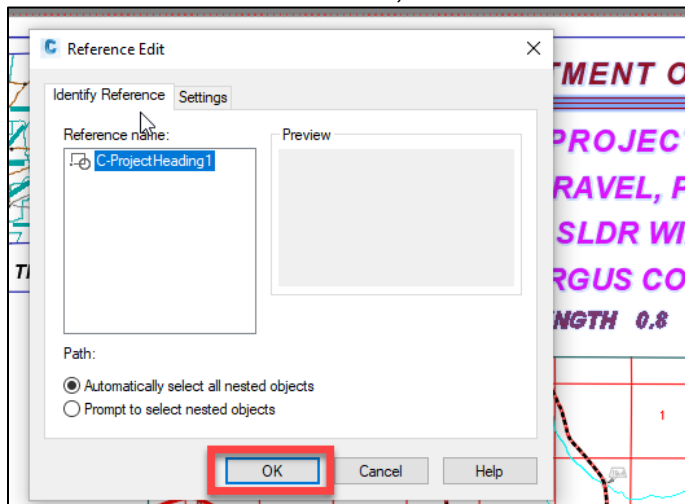 Reference Edit
Identify Reference Settings
Reference name:
C-ProjectHeading1
Preview
Path:
Automatically select all nested objects
Prompt to select nested objects
OK Cancel Help
TMENT O
PROJEC
RAVEL, P
SLDR WI
RGUS CO
NGTH 0.8
1